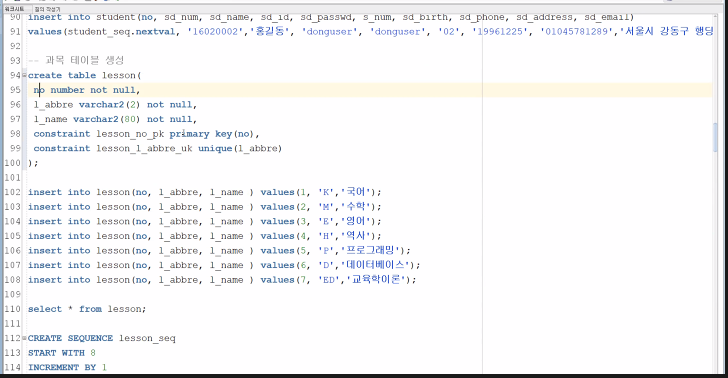 워크시트 질의 작성기
90 insert into student(no, sd_num, sd_name, sd_id, sd_passwd, s_num, sd_birth, sd_phone, sd_address, sd_email)
91 values(student_seq.nextval, '16020002','홍길동', 'donguser', 'donguser', '02', '19961225', '01045781289','서울시 강동구 행당
92
93 -- 과목 테이블 생성
94 create table lesson(
95 no number not null,
96 l_abbre varchar2(2) not null,
97 l_name varchar2(80) not null,
98 constraint lesson_no_pk primary key(no),
99 constraint lesson_l_abbre_uk unique(l_abbre)
100 );
101
102 insert into lesson(no, l_abbre, l_name ) values(1, 'K','국어');
103 insert into lesson(no, l_abbre, l_name ) values(2, 'M','수학');
104 insert into lesson(no, l_abbre, l_name ) values(3, 'E','영어');
105 insert into lesson(no, l_abbre, l_name ) values(4, 'H','역사');
106 insert into lesson(no, l_abbre, l_name ) values(5, 'P','프로그래밍');
107 insert into lesson(no, l_abbre, l_name ) values(6, 'D','데이터베이스');
108 insert into lesson(no, l_abbre, l_name ) values(7, 'ED','교육학이론');
109
110 select * from lesson;
111
112 CREATE SEQUENCE lesson_seq
113 START WITH 8
114 INCREMENT BY 1